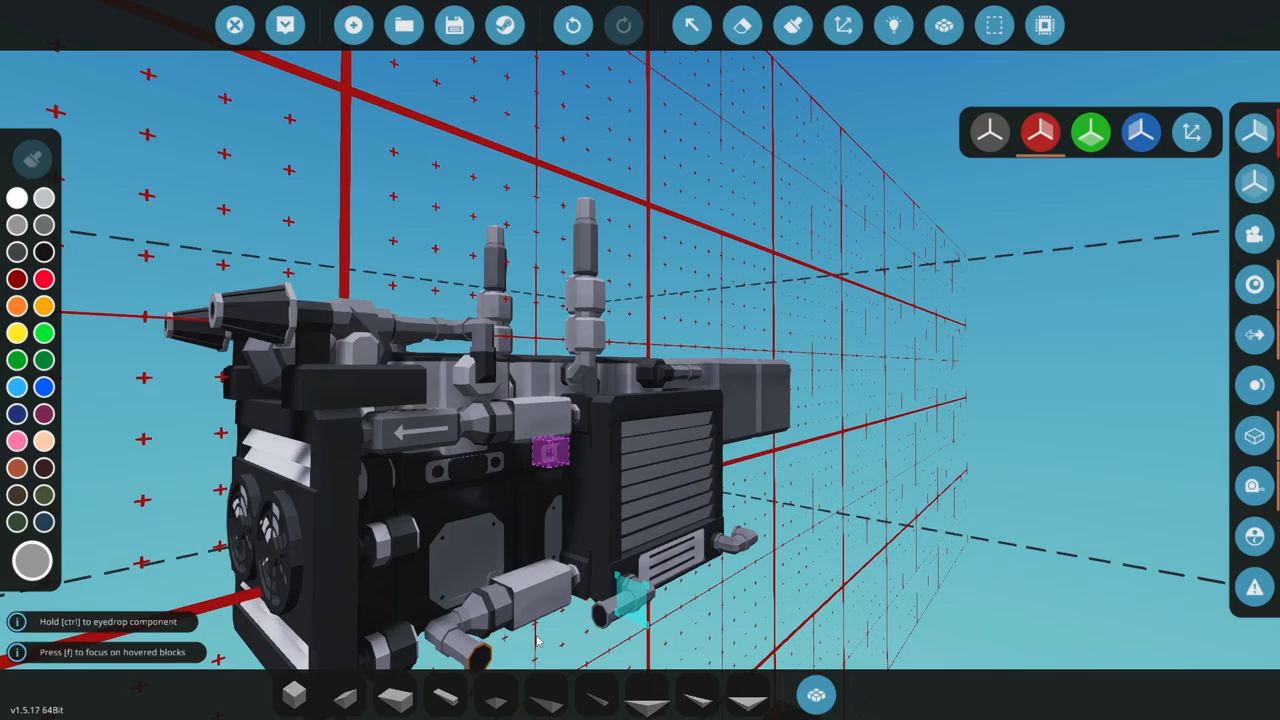 Hold [ctrl] to eyedrop component
Press [f] to focus on hovered blocks
v1.5.17 64Bit